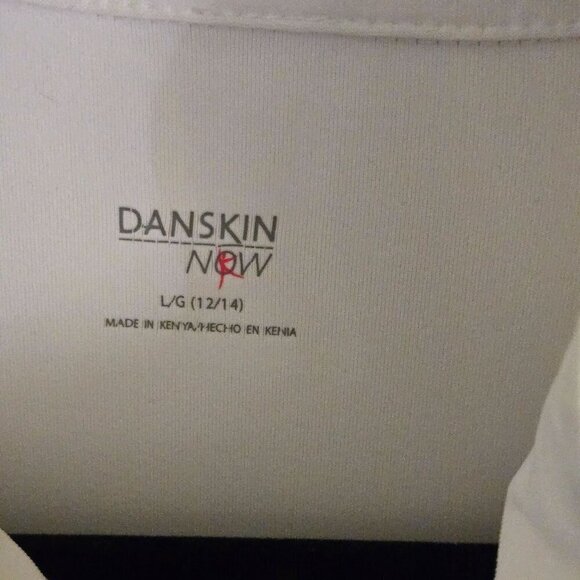 DANSKIN
NOW
L/G (12/14)
MADE IN KENYA/HECHO EN KENIA